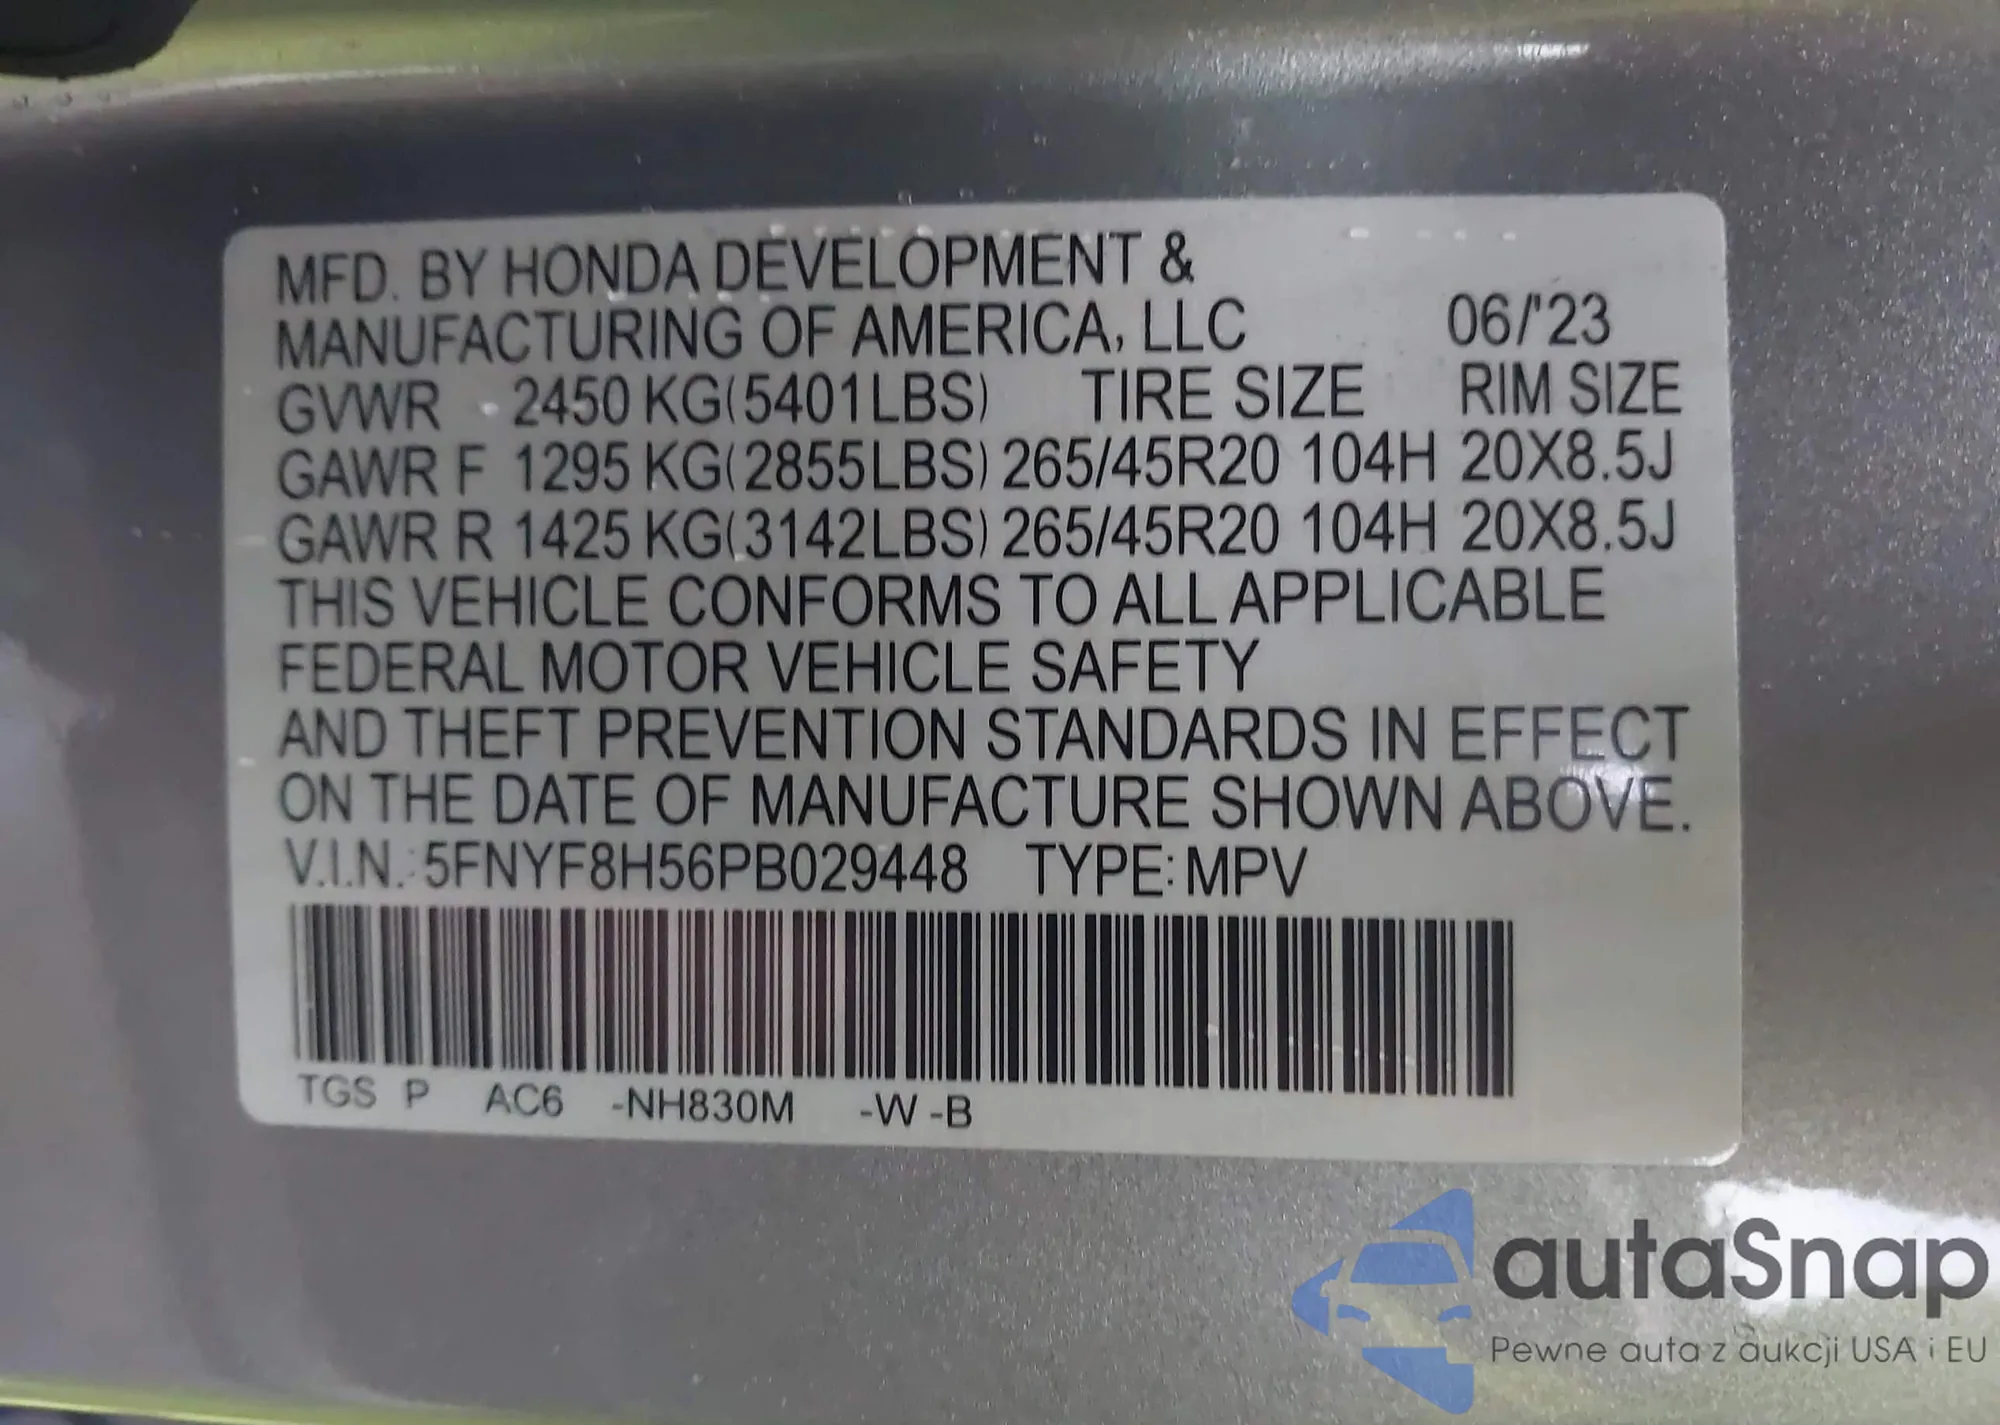 MFD. BY HONDA DEVELOPMENT &
MANUFACTURING OF AMERICA, LLC 06/'23
GVWR 2450 KG(5401LBS) TIRE SIZE RIM SIZE
GAWR F 1295 KG(2855LBS) 265/45R20 104H 20X8.5J
GAWR R 1425 KG(3142LBS) 265/45R20 104H 20X8.5J
THIS VEHICLE CONFORMS TO ALL APPLICABLE
FEDERAL MOTOR VEHICLE SAFETY
AND THEFT PREVENTION STANDARDS IN EFFECT
ON THE DATE OF MANUFACTURE SHOWN ABOVE.
V.I.N.: 5FNYF8H56PB029448 TYPE: MPV
TGS P AC6 -NH830M -W -B
autaSnap
Pewne auta z aukcji USA i EU